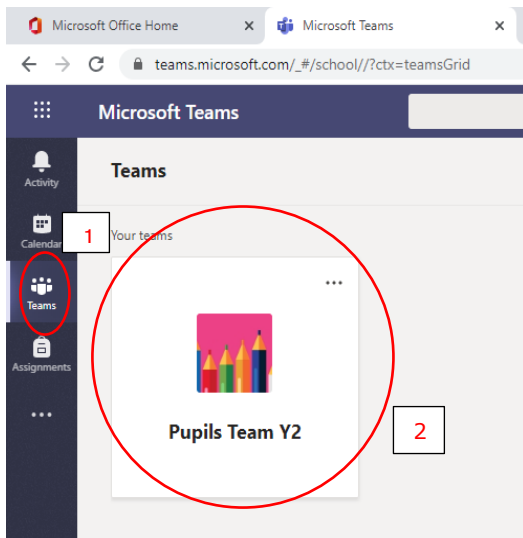 Microsoft Office Home
Microsoft Teams
teams.microsoft.com/_#/school//?ctx=teamsGrid
Microsoft Teams
Activity
Teams
Calendar
1
Your teams
Teams
Assignments
Pupils Team Y2
2